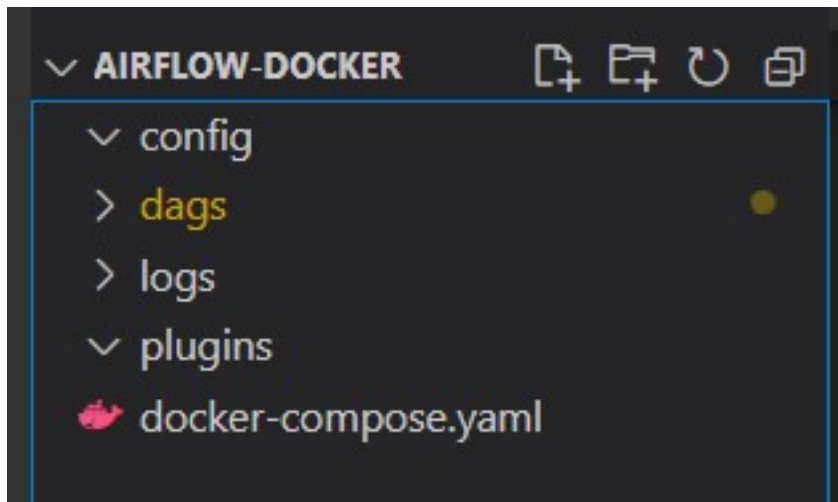 AIRFLOW-DOCKER
config
dags
logs
plugins
docker-compose.yaml